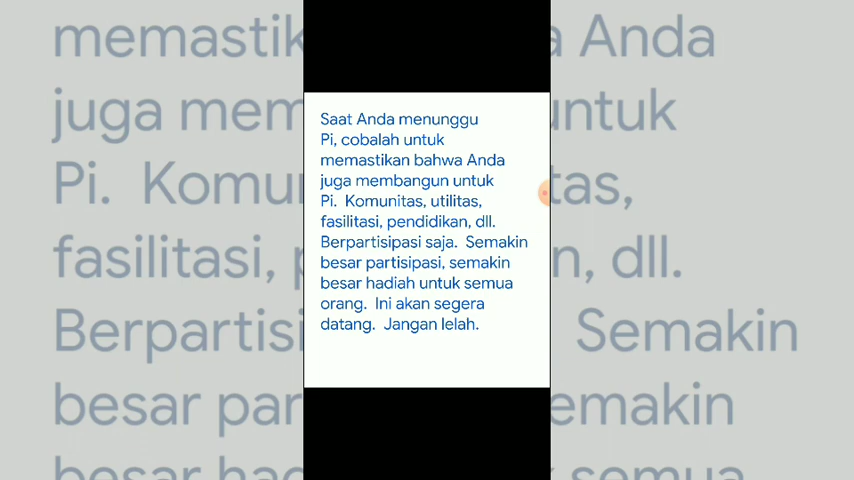 Saat Anda menunggu
Pi, cobalah untuk
memastikan bahwa Anda
juga membangun untuk
Pi.  Komunitas, utilitas,
fasilitasi, pendidikan, dll.
Berpartisipasi saja.  Semakin
besar partisipasi, semakin
besar hadiah untuk semua
orang.  Ini akan segera
datang.  Jangan lelah.